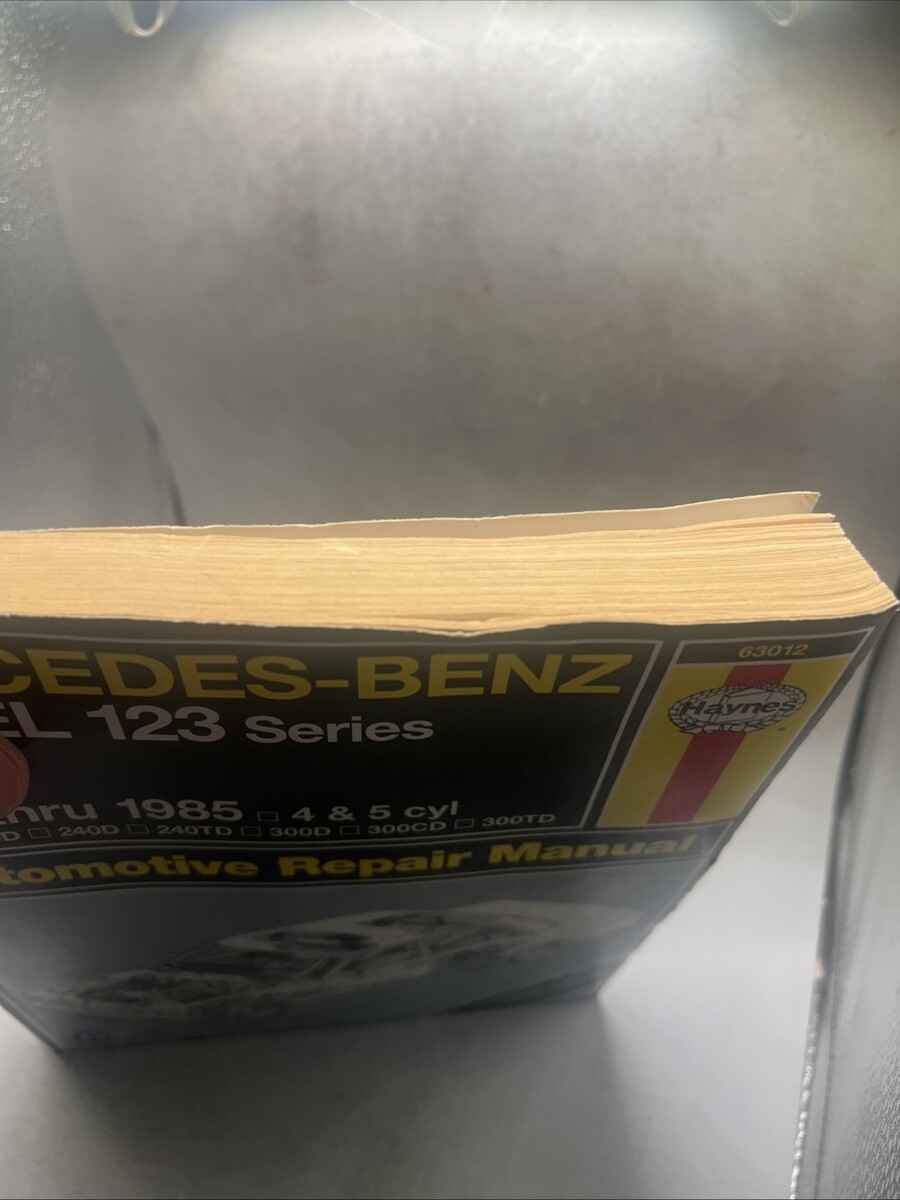 CEDES-BENZ
EL 123 Series
thru 1985 □ 4 & 5 cyl
D □ 240D □ 240TD □ 300D □ 300CD □ 300TD
tomotive Repair Manual
63012
Haynes